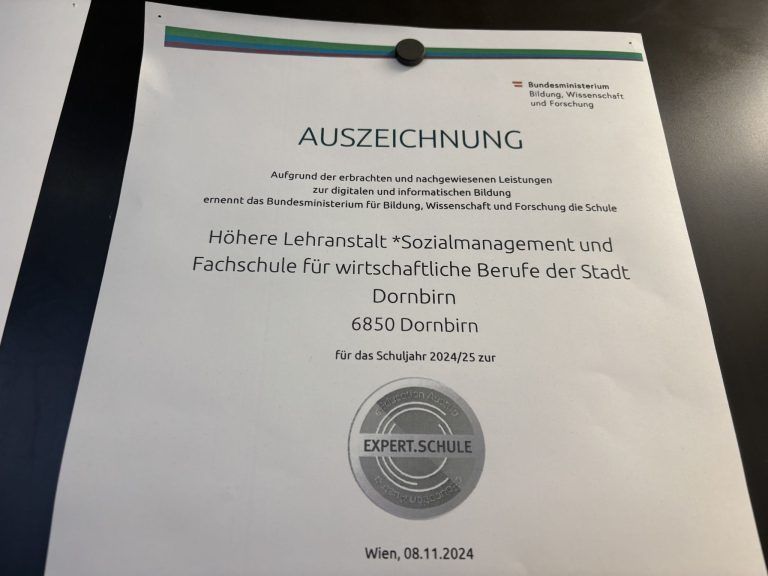 Bundesministerium
Bildung, Wissenschaft
und Forschung
AUSZEICHNUNG
Aufgrund der erbrachten und nachgewiesenen Leistungen
zur digitalen und informatischen Bildung
ernennt das Bundesministerium für Bildung, Wissenschaft und Forschung die Schule
Höhere Lehranstalt *Sozialmanagement und
Fachschule für wirtschaftliche Berufe der Stadt
Dornbirn
6850 Dornbirn
für das Schuljahr 2024/25 zur
eEducation Austria
EXPERT.SCHULE
Wien, 08.11.2024